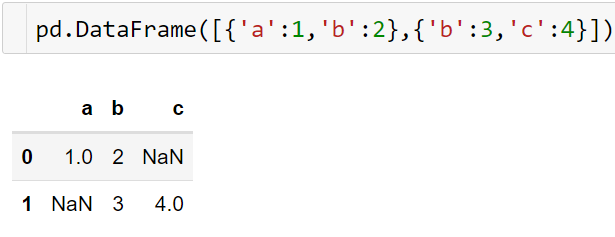 pd.DataFrame([{'a':1,'b':2},{'b':3,'c':4}])
a b c
0 1.0 2 NaN
1 NaN 3 4.0